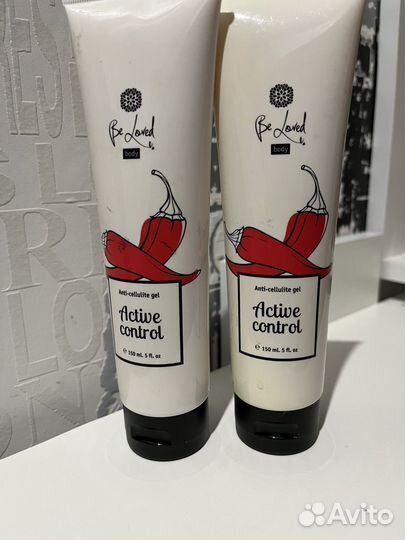 Be Loved
body
Anti-cellulite gel
Active
control
℮ 150 ml. 5 fl. oz
Be Loved
body
Anti-cellulite gel
Active
control
℮ 150 ml. 5 fl. oz
Avito